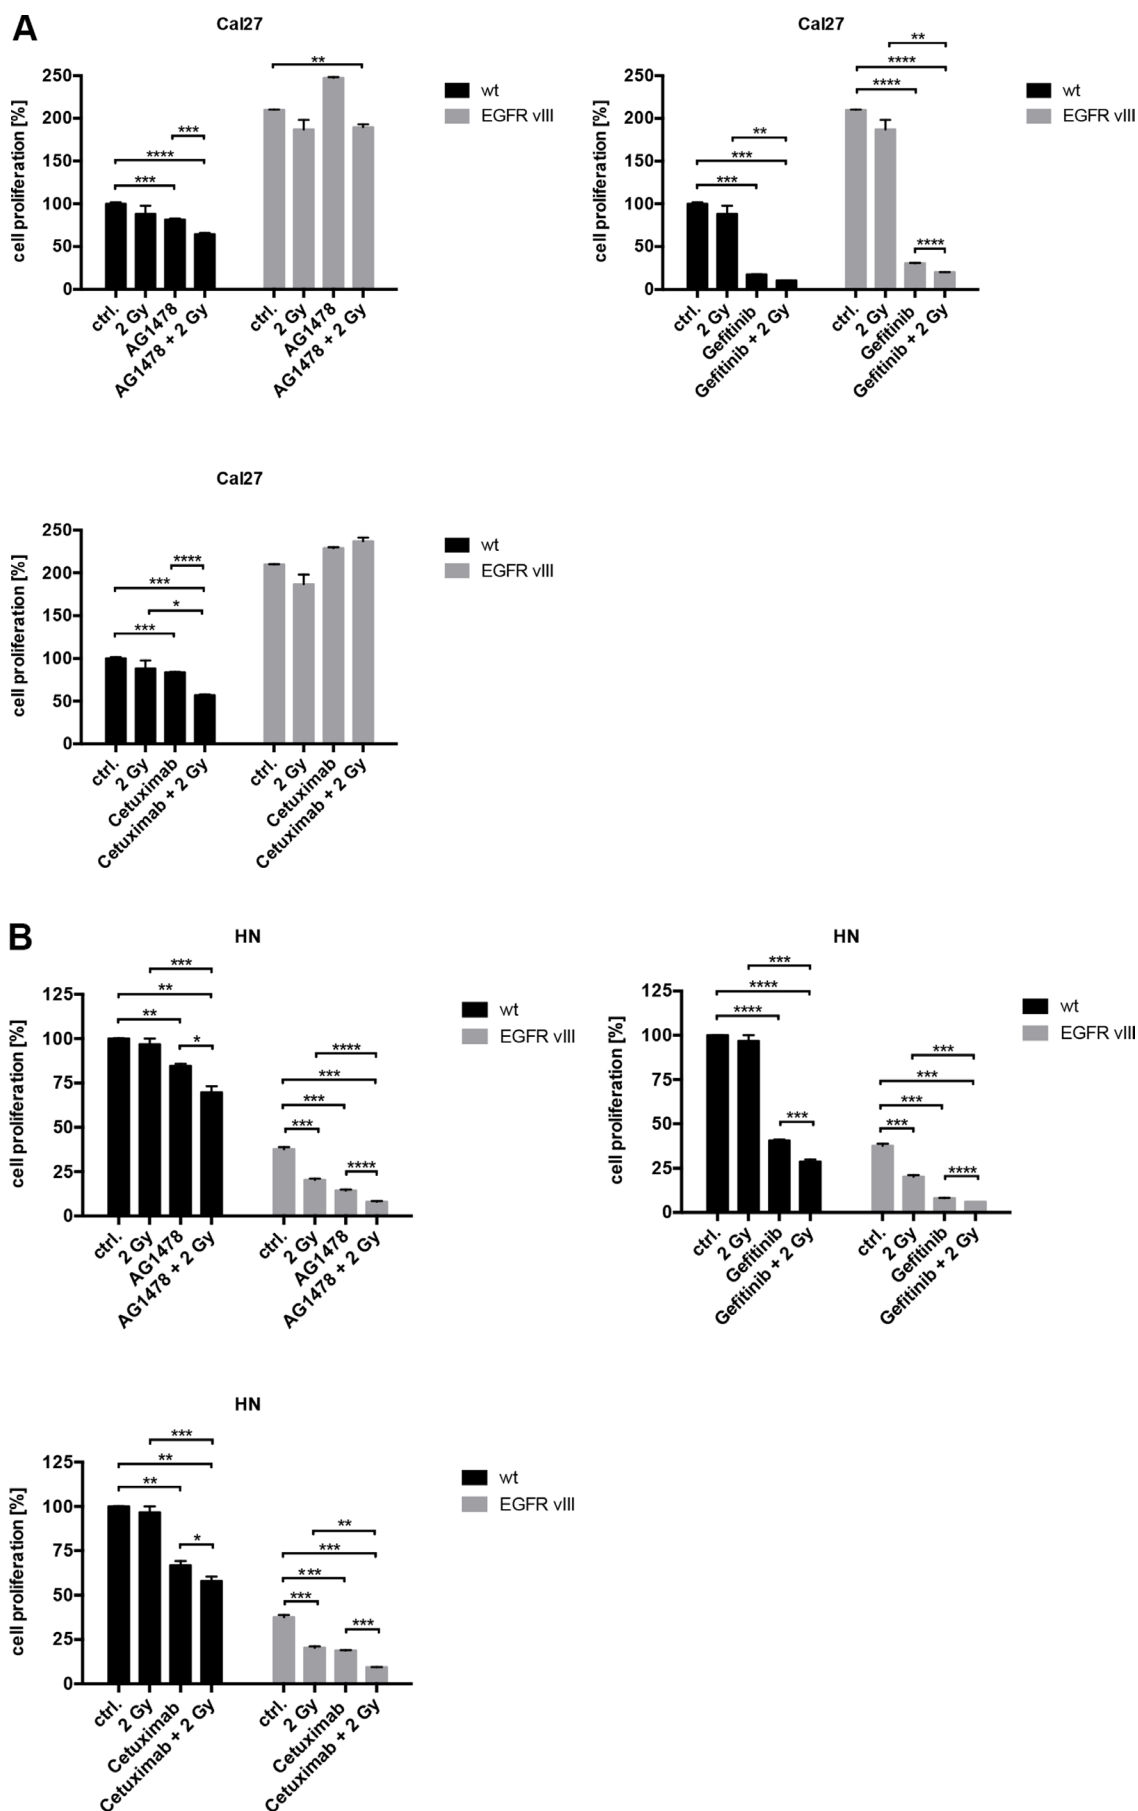 A
Cal27
cell proliferation [%]
250
200
150
100
50
0
***
****
***
**
ctrl.
2 Gy
AG1478
AG1478 + 2 Gy
ctrl.
2 Gy
AG1478
AG1478 + 2 Gy
wt
EGFR vIII
Cal27
cell proliferation [%]
250
200
150
100
50
0
**
***
***
**
****
****
****
ctrl.
2 Gy
Gefitinib
Gefitinib + 2 Gy
ctrl.
2 Gy
Gefitinib
Gefitinib + 2 Gy
wt
EGFR vIII
Cal27
cell proliferation [%]
250
200
150
100
50
0
****
***
*
***
ctrl.
2 Gy
Cetuximab
Cetuximab + 2 Gy
ctrl.
2 Gy
Cetuximab
Cetuximab + 2 Gy
wt
EGFR vIII
B
HN
cell proliferation [%]
125
100
75
50
25
0
***
**
**
*
****
***
***
***
****
ctrl.
2 Gy
AG1478
AG1478 + 2 Gy
ctrl.
2 Gy
AG1478
AG1478 + 2 Gy
wt
EGFR vIII
HN
cell proliferation [%]
125
100
75
50
25
0
***
****
****
***
***
***
***
***
****
ctrl.
2 Gy
Gefitinib
Gefitinib + 2 Gy
ctrl.
2 Gy
Gefitinib
Gefitinib + 2 Gy
wt
EGFR vIII
HN
cell proliferation [%]
125
100
75
50
25
0
***
**
**
*
**
***
***
***
***
ctrl.
2 Gy
Cetuximab
Cetuximab + 2 Gy
ctrl.
2 Gy
Cetuximab
Cetuximab + 2 Gy
wt
EGFR vIII